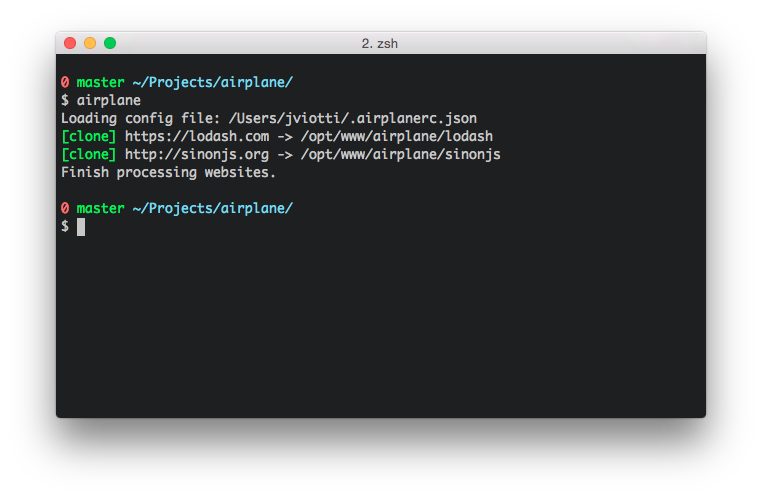 2. zsh
0 master ~/Projects/airplane/
$ airplane
Loading config file: /Users/jviotti/.airplanerc.json
[clone] https://lodash.com -> /opt/www/airplane/lodash
[clone] http://sinonjs.org -> /opt/www/airplane/sinonjs
Finish processing websites.
0 master ~/Projects/airplane/
$